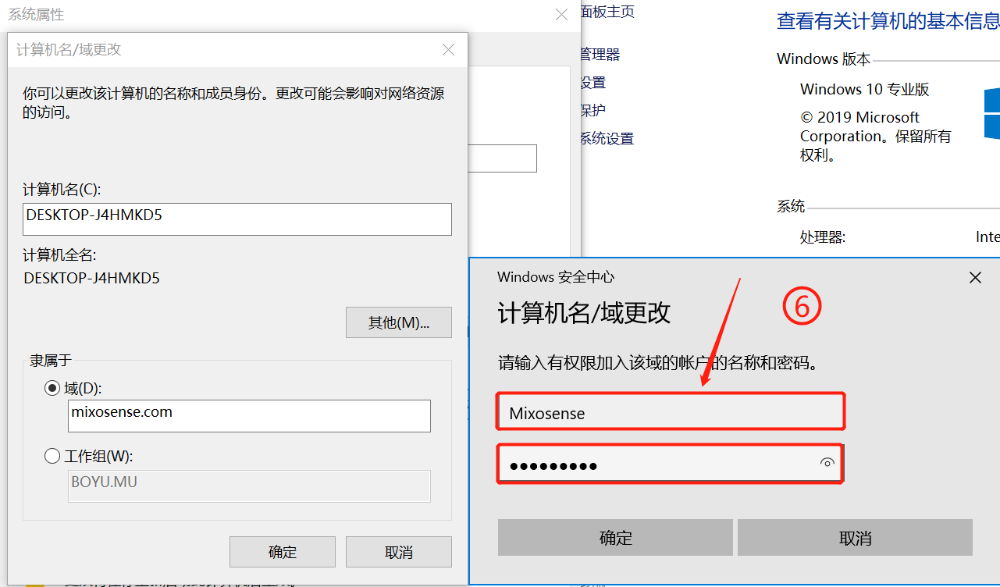 系统属性
计算机名/域更改
你可以更改该计算机的名称和成员身份。更改可能会影响对网络资源
的访问。
计算机名(C):
DESKTOP-J4HMKD5
计算机全名:
DESKTOP-J4HMKD5
其他(M)...
隶属于
域(D):
mixosense.com
工作组(W):
BOYU.MU
确定
取消
面板主页
管理器
设置
保护
系统设置
查看有关计算机的基本信息
Windows 版本
Windows 10 专业版
© 2019 Microsoft
Corporation。保留所有
权利。
系统
处理器:
Inte
Windows 安全中心
计算机名/域更改
⑥
请输入有权限加入该域的帐户的名称和密码。
Mixosense
●●●●●●●●●
确定
取消